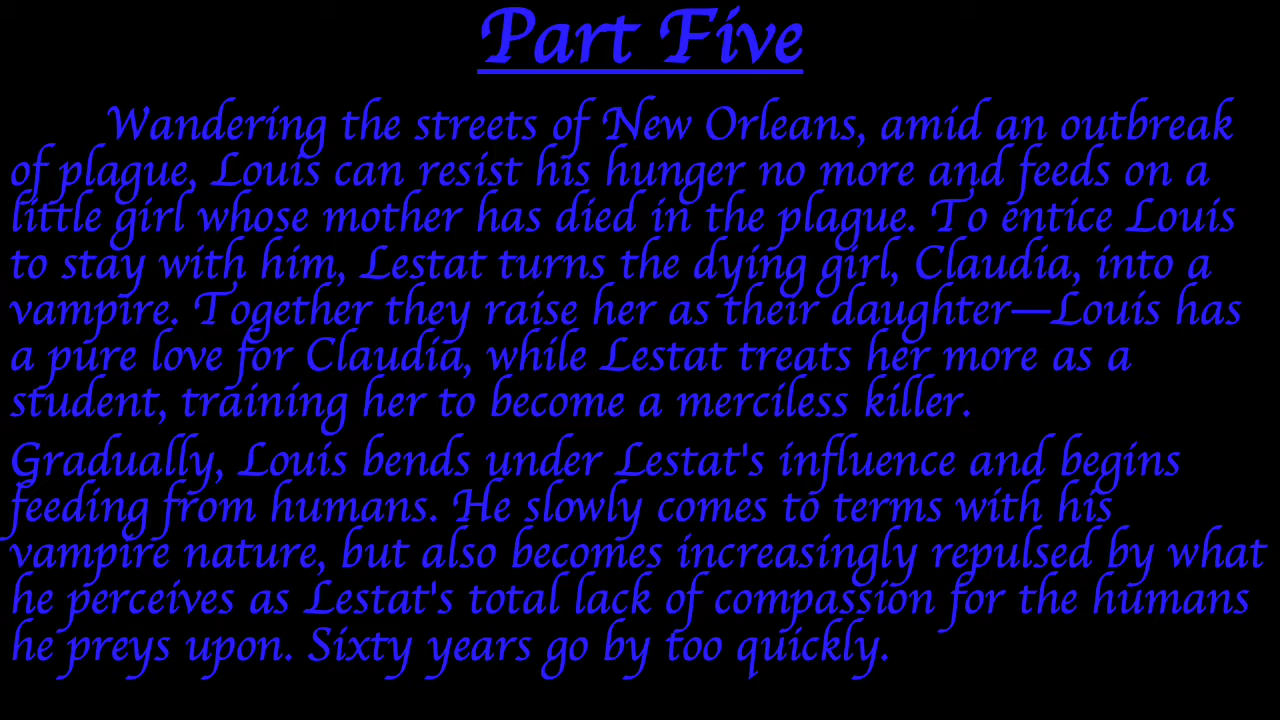 Part Five
Wandering the streets of New Orleans, amid an outbreak
of plague, Louis can resist his hunger no more and feeds on a
little girl whose mother has died in the plague. To entice Louis
to stay with him, Lestat turns the dying girl, Claudia, into a
vampire. Together they raise her as their daughter—Louis has
a pure love for Claudia, while Lestat treats her more as a
student, training her to become a merciless killer.
Gradually, Louis bends under Lestat's influence and begins
feeding from humans. He slowly comes to terms with his
vampire nature, but also becomes increasingly repulsed by what
he perceives as Lestat's total lack of compassion for the humans
he preys upon. Sixty years go by too quickly.